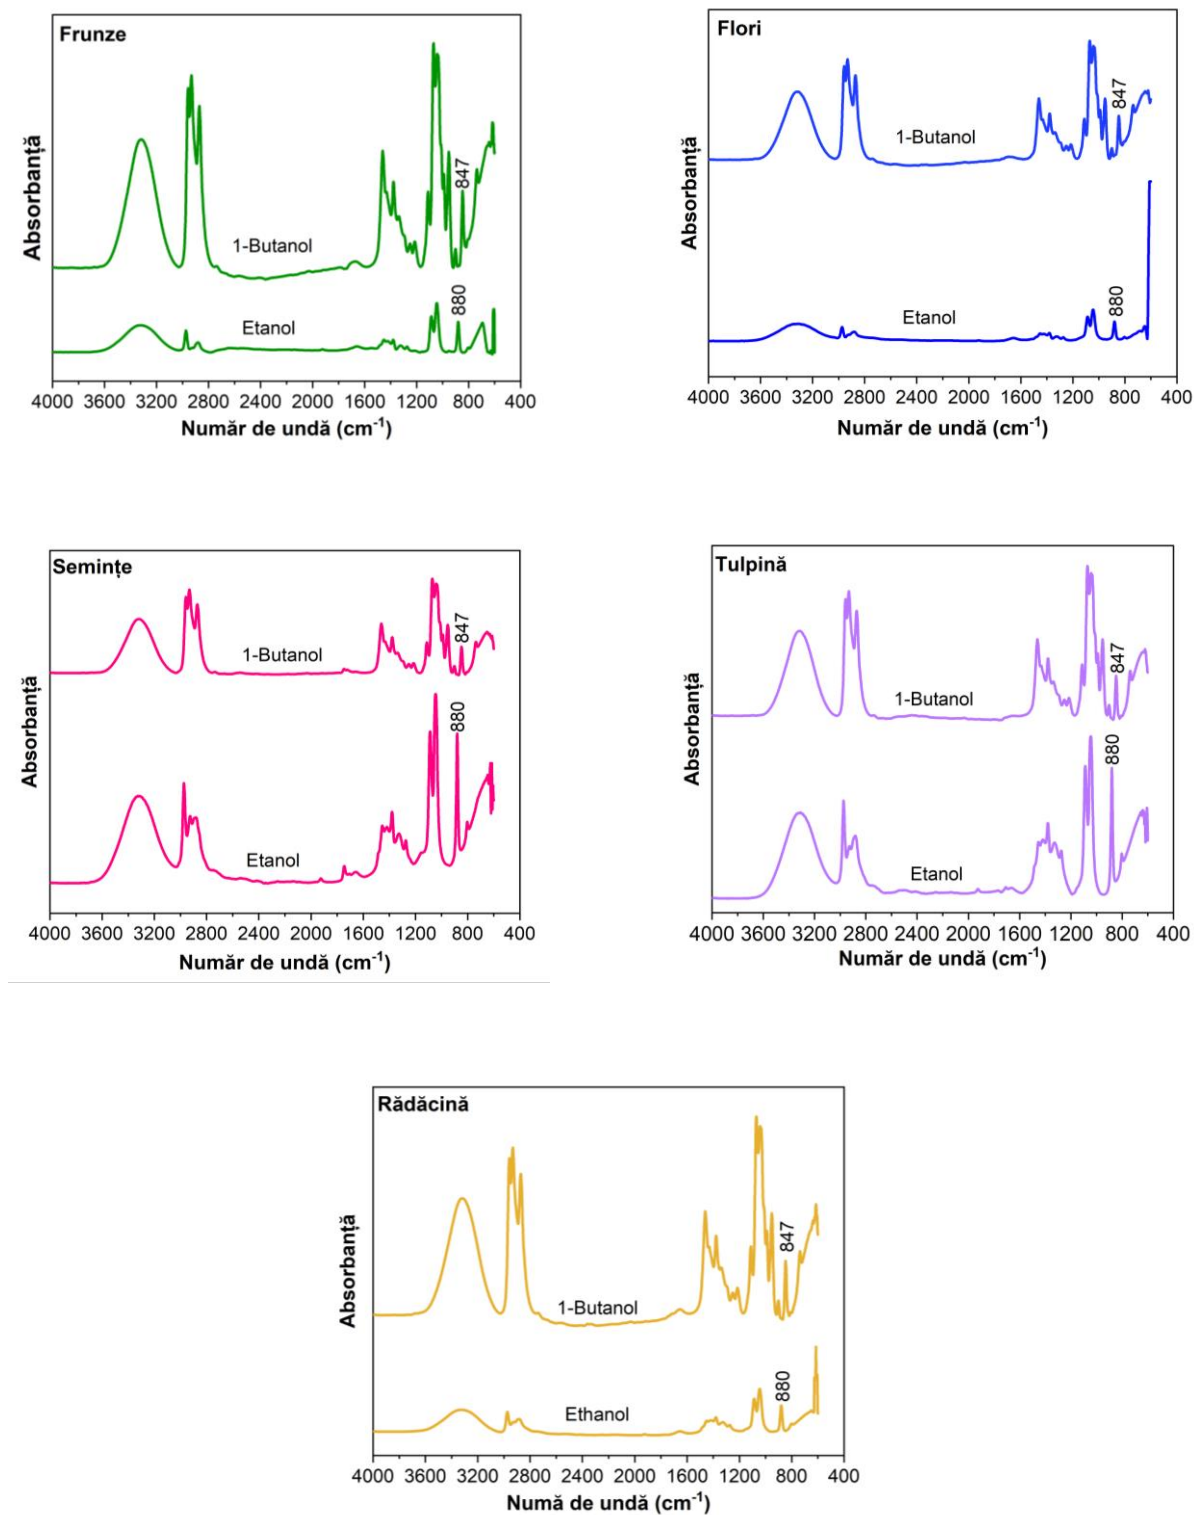 Frunze
Absorbanță
1-Butanol
847
Etanol
880
4000 3600 3200 2800 2400 2000 1600 1200 800 400
Număr de undă (cm-1)
Flori
Absorbanță
1-Butanol
847
Etanol
880
4000 3600 3200 2800 2400 2000 1600 1200 800 400
Număr de undă (cm-1)
Semințe
Absorbanță
1-Butanol
847
Etanol
880
4000 3600 3200 2800 2400 2000 1600 1200 800 400
Număr de undă (cm-1)
Tulpină
Absorbanță
1-Butanol
847
Etanol
880
4000 3600 3200 2800 2400 2000 1600 1200 800 400
Număr de undă (cm-1)
Rădăcină
Absorbanță
1-Butanol
847
Ethanol
880
4000 3600 3200 2800 2400 2000 1600 1200 800 400
Numă de undă (cm-1)